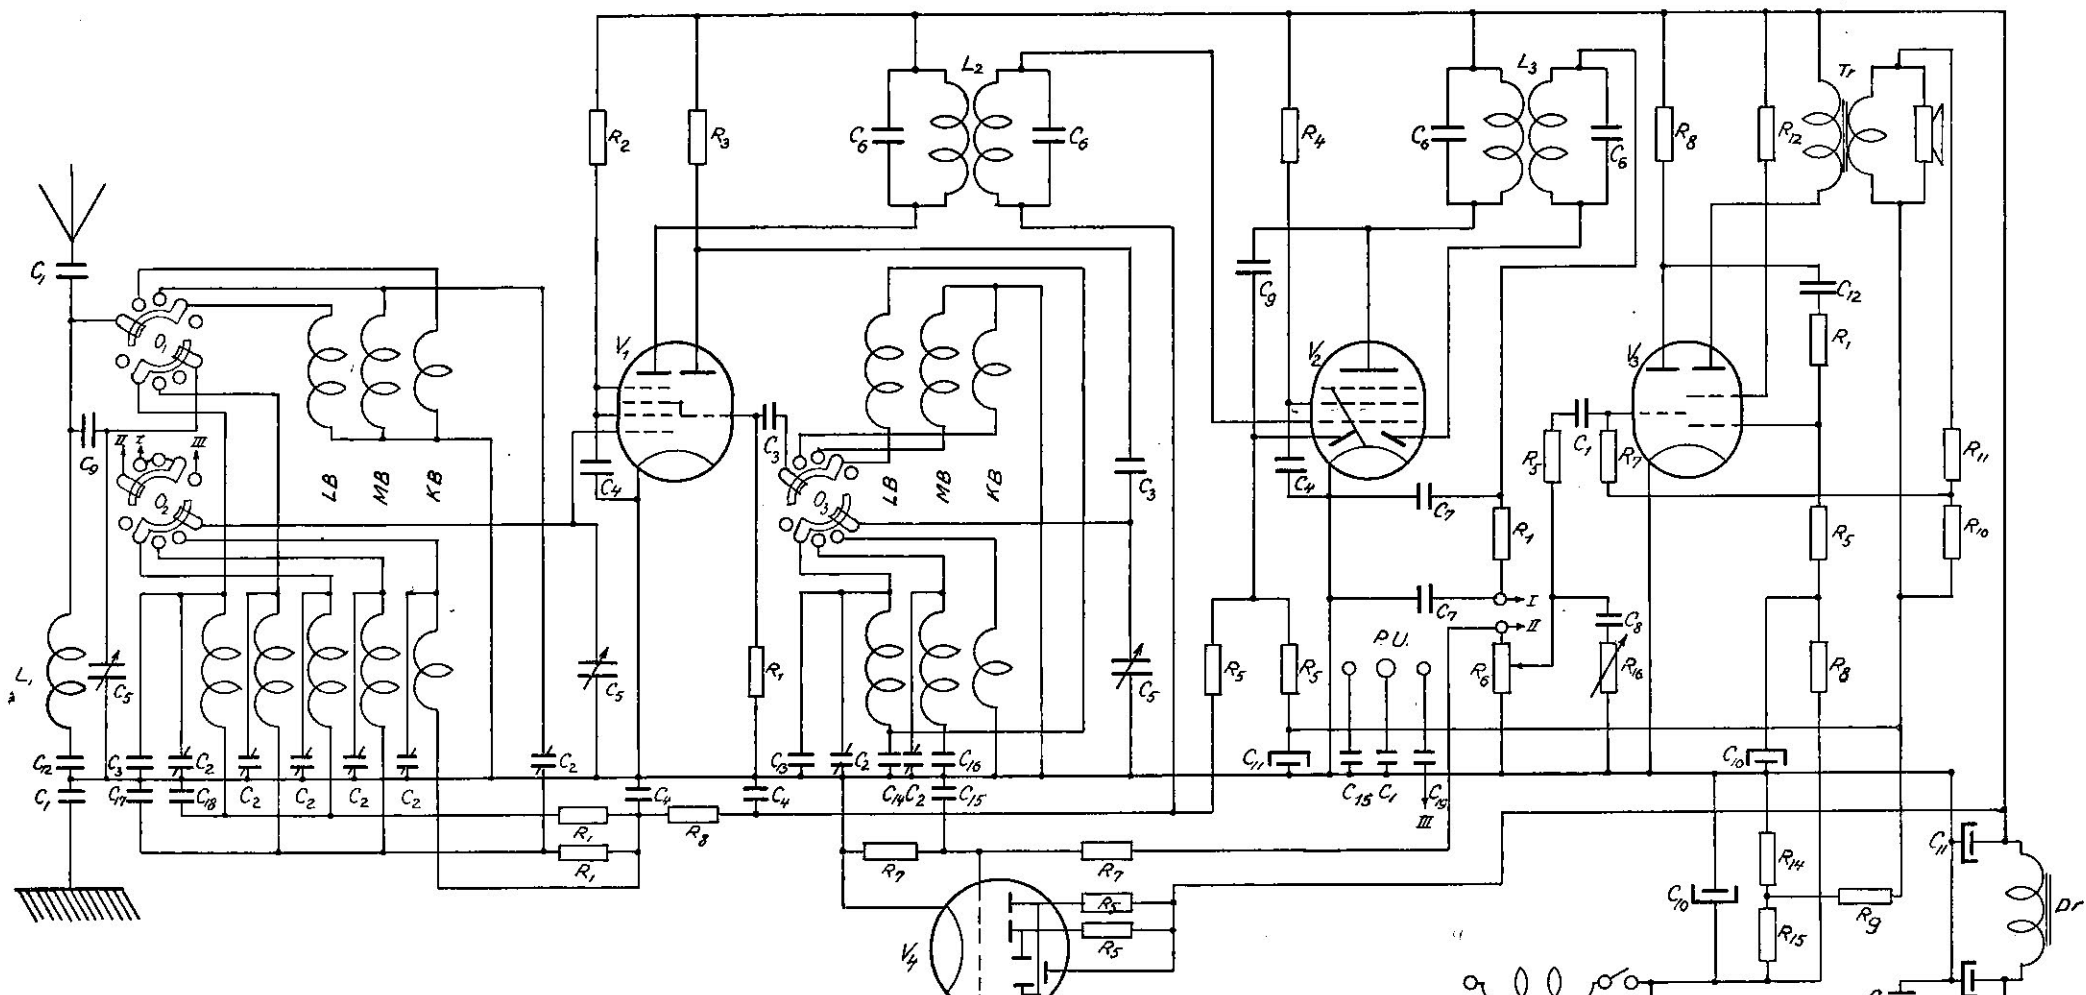 L2
L3
Tr
R2
R3
C6
C6
R4
C6
C6
R8
R12
C1
C9
C12
O1
V1
V2
V3
R1
C9
II I III
C3
C3
R5
C1
R7
R11
LB
MB
KB
O2
C4
O3
LB
MB
KB
C4
C7
R1
R5
R10
C7
I
II
C8
P.U.
L1
C5
C5
R1
C5
R5
R5
R6
R16
R8
C12
C3
C2
C2
C13
C2
C16
C11
C10
C1
C17
C18
C2
C2
C2
C2
C4
C4
C14
C2
C15
C15
C1
C19
III
R1
R8
R1
R7
R7
C11
R14
C10
R9
R5
R5
R15
Dr
V4